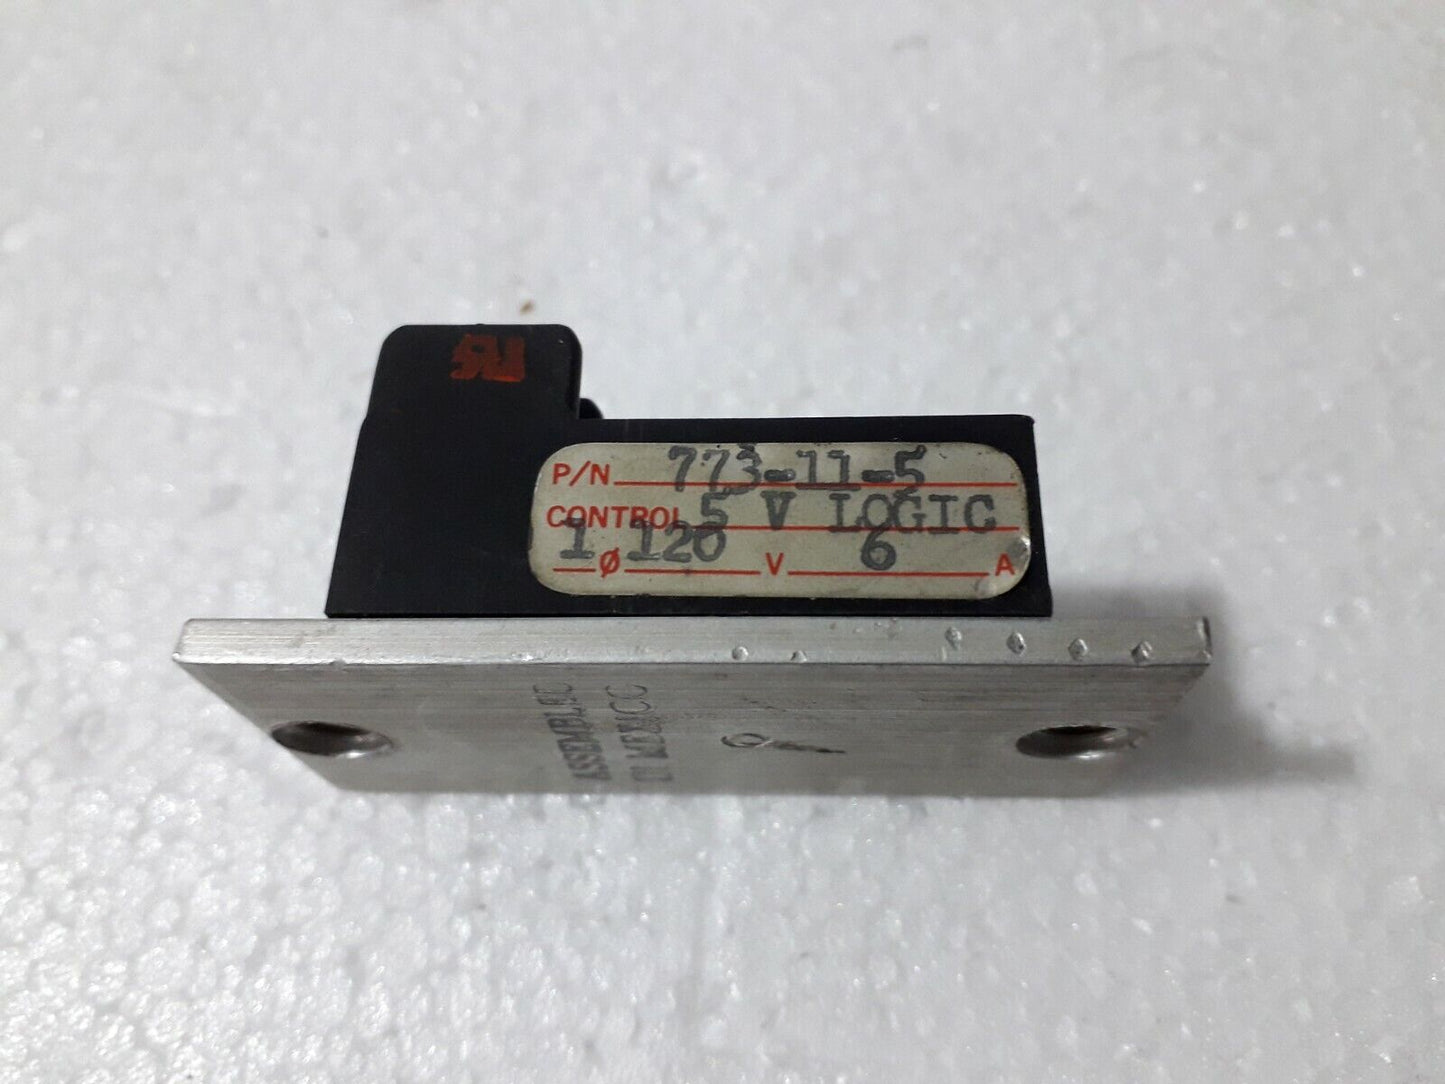 P/N 773-11-5
CONTROL 5 V LOGIC
1 Ø 120 V 6 A
ASSEMBLED
IN MEXICO